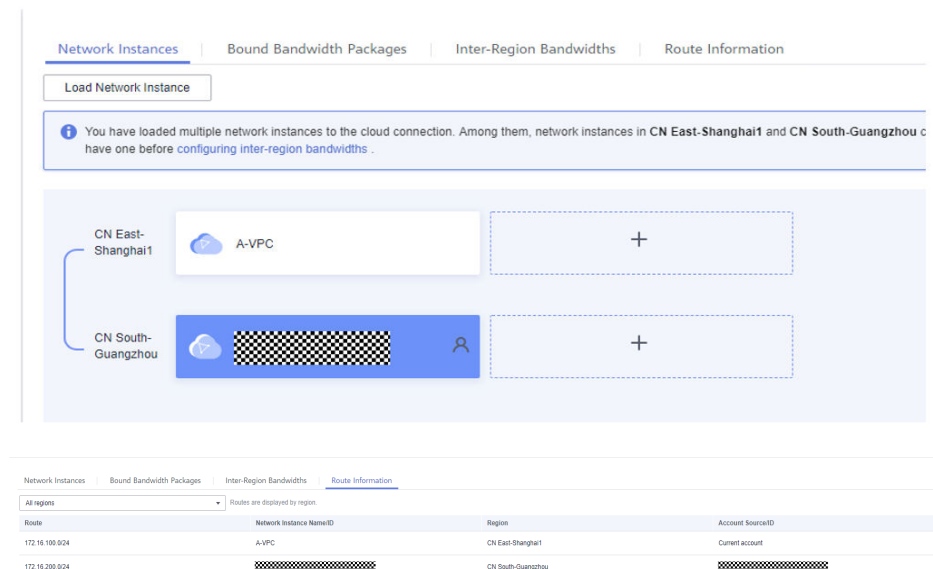 Network Instances Bound Bandwidth Packages Inter-Region Bandwidths Route Information
Load Network Instance
You have loaded multiple network instances to the cloud connection. Among them, network instances in CN East-Shanghai1 and CN South-Guangzhou c
have one before configuring inter-region bandwidths .
CN East-
Shanghai1
A-VPC
CN South-
Guangzhou
Network Instances Bound Bandwidth Packages Inter-Region Bandwidths Route Information
All regions Routes are displayed by region.
Route Network Instance Name/ID Region Account Source/ID
172.16.100.0/24 A-VPC CN East-Shanghai1 Current account
172.16.200.0/24 CN South-Guangzhou